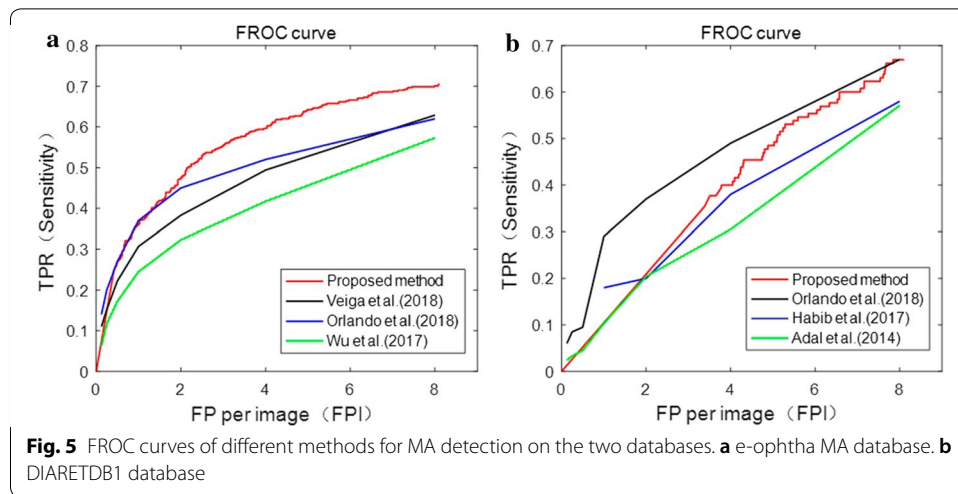 a
FROC curve
TPR（Sensitivity）
0.8
0.7
0.6
0.5
0.4
0.3
0.2
0.1
0
0
2
4
6
8
FP per image（FPI）
Proposed method
Veiga et al.(2018)
Orlando et al.(2018)
Wu et al.(2017)
b
FROC curve
TPR（Sensitivity）
0.7
0.6
0.5
0.4
0.3
0.2
0.1
0
0
2
4
6
8
FP per image（FPI）
Proposed method
Orlando et al.(2018)
Habib et al.(2017)
Adal et al.(2014)
Fig. 5 FROC curves of different methods for MA detection on the two databases. a e-ophtha MA database. b
DIARETDB1 database